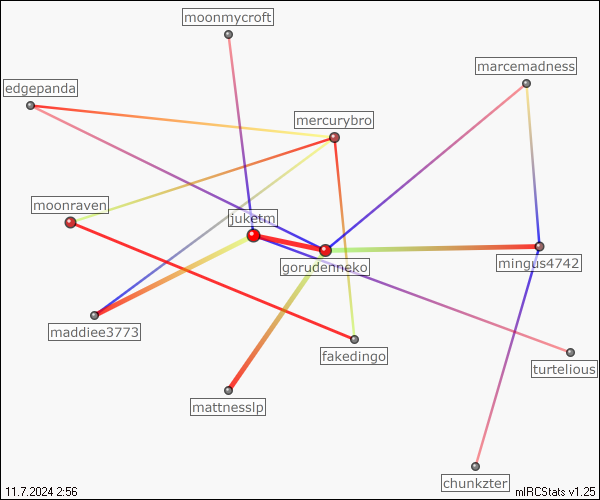 moonmycroft
marcemadness
edgepanda
mercurybro
moonraven
juketm
gorudenneko
mingus4742
maddiee3773
fakedingo
turtelious
mattnesslp
chunkzter
11.7.2024 2:56
mIRCStats v1.25